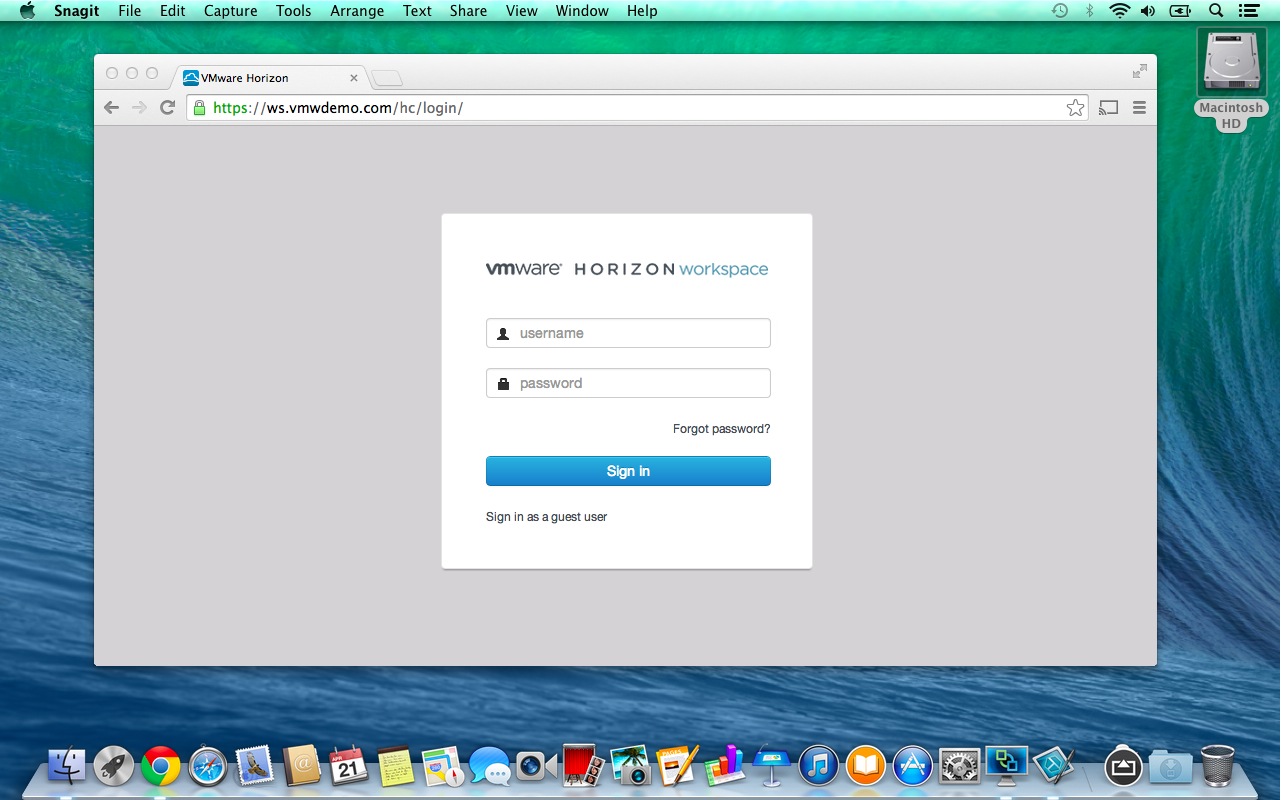 Snagit File Edit Capture Tools Arrange Text Share View Window Help
VMware Horizon
https://ws.vmwdemo.com/hc/login/
Macintosh
HD
vmware® HORIZON workspace
username
password
Forgot password?
Sign in
Sign in as a guest user
APR
21